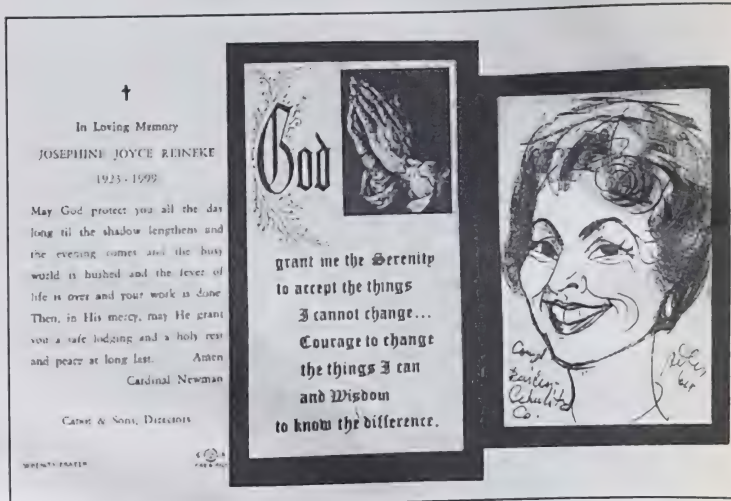 In Loving Memory
JOSEPHINE JOYCE REINEKE
1923 - 1999
May God protect you all the day
long til the shadow lengthens and
the evening comes and the busy
world is hushed and the fever of
life is over and your work is done.
Then, in His mercy, may He grant
you a safe lodging and a holy rest
and peace at long last. Amen
Cardinal Newman
& Sons, Directors
SERENITY PRAYER
God
grant me the Serenity
to accept the things
I cannot change...
Courage to change
the things I can
and Wisdom
to know the difference.
Co.